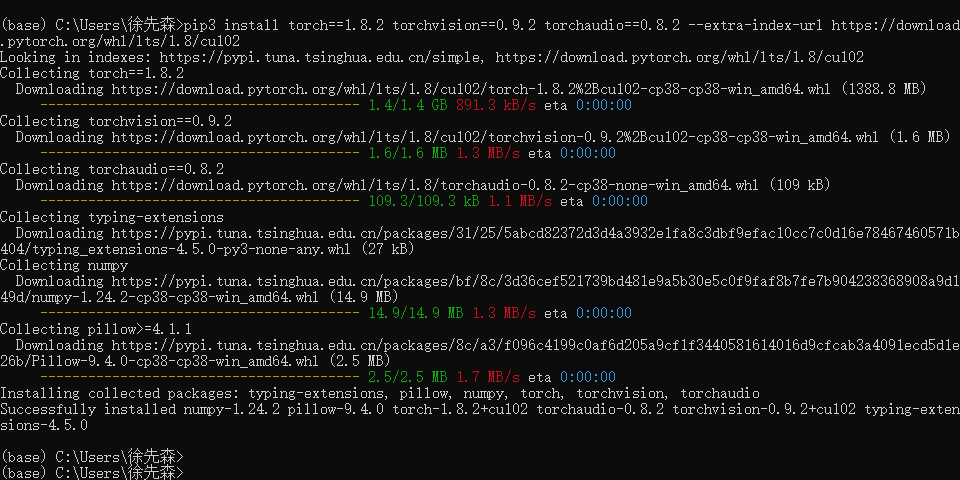 (base) C:\Users\徐先森>pip3 install torch==1.8.2 torchvision==0.9.2 torchaudio==0.8.2 --extra-index-url https://download
.pytorch.org/whl/lts/1.8/cu102
Looking in indexes: https://pypi.tuna.tsinghua.edu.cn/simple, https://download.pytorch.org/whl/lts/1.8/cu102
Collecting torch==1.8.2
  Downloading https://download.pytorch.org/whl/lts/1.8/cu102/torch-1.8.2%2Bcu102-cp38-cp38-win_amd64.whl (1388.8 MB)
     ---------------------------------------- 1.4/1.4 GB 891.3 kB/s eta 0:00:00
Collecting torchvision==0.9.2
  Downloading https://download.pytorch.org/whl/lts/1.8/cu102/torchvision-0.9.2%2Bcu102-cp38-cp38-win_amd64.whl (1.6 MB)
     ---------------------------------------- 1.6/1.6 MB 1.3 MB/s eta 0:00:00
Collecting torchaudio==0.8.2
  Downloading https://download.pytorch.org/whl/lts/1.8/torchaudio-0.8.2-cp38-none-win_amd64.whl (109 kB)
     ---------------------------------------- 109.3/109.3 kB 1.1 MB/s eta 0:00:00
Collecting typing-extensions
  Downloading https://pypi.tuna.tsinghua.edu.cn/packages/31/25/5abcd82372d3d4a3932e1fa8c3dbf9efac10cc7c0d16e78467460571b
404/typing_extensions-4.5.0-py3-none-any.whl (27 kB)
Collecting numpy
  Downloading https://pypi.tuna.tsinghua.edu.cn/packages/bf/8c/3d36cef521739bd481e9a5b30e5c0f9faf8b7fe7b904238368908a9d1
49d/numpy-1.24.2-cp38-cp38-win_amd64.whl (14.9 MB)
     ---------------------------------------- 14.9/14.9 MB 1.3 MB/s eta 0:00:00
Collecting pillow>=4.1.1
  Downloading https://pypi.tuna.tsinghua.edu.cn/packages/8c/a3/f096c4199c0af6d205a9cf1f3440581614016d9cfcab3a4091ecd5d1e
26b/Pillow-9.4.0-cp38-cp38-win_amd64.whl (2.5 MB)
     ---------------------------------------- 2.5/2.5 MB 1.7 MB/s eta 0:00:00
Installing collected packages: typing-extensions, pillow, numpy, torch, torchvision, torchaudio
Successfully installed numpy-1.24.2 pillow-9.4.0 torch-1.8.2+cu102 torchaudio-0.8.2 torchvision-0.9.2+cu102 typing-exten
sions-4.5.0
(base) C:\Users\徐先森>
(base) C:\Users\徐先森>